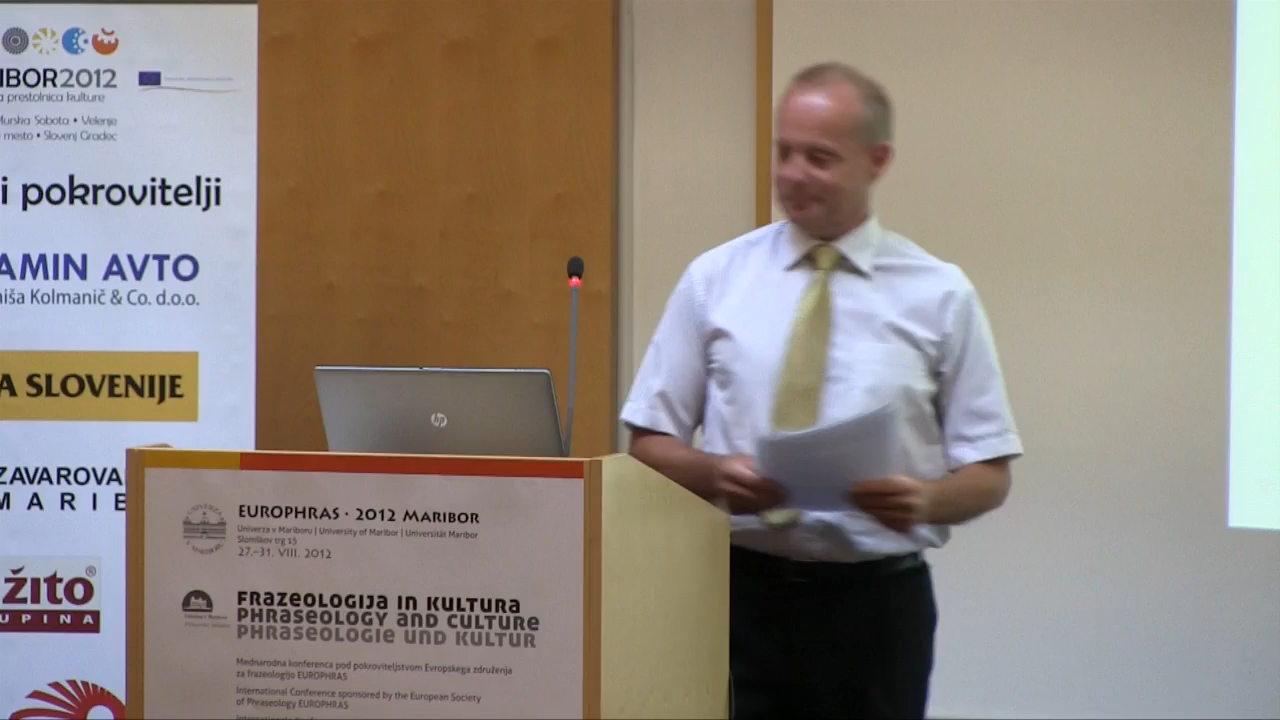 IBOR2012
a prestolnica kulture
Murska Sobota • Velenje
mesto • Slovenj Gradec
i pokrovitelji
AMIN AVTO
iša Kolmanič & Co. d.o.o.
A SLOVENIJE
ZAVAROVA
MARIB
žito®
UPINA
hp
EUROPHRAS · 2012 MARIBOR
Univerza v Mariboru | University of Maribor | Universität Maribor
Slomškov trg 15
27.–31. VIII. 2012
FRAZEOLOGIJA IN KULTURA
PHRASEOLOGY AND CULTURE
PHRASEOLOGIE UND KULTUR
Mednarodna konferenca pod pokroviteljstvom Evropskega združenja
za frazeologijo EUROPHRAS
International Conference sponsored by the European Society
of Phraseology EUROPHRAS